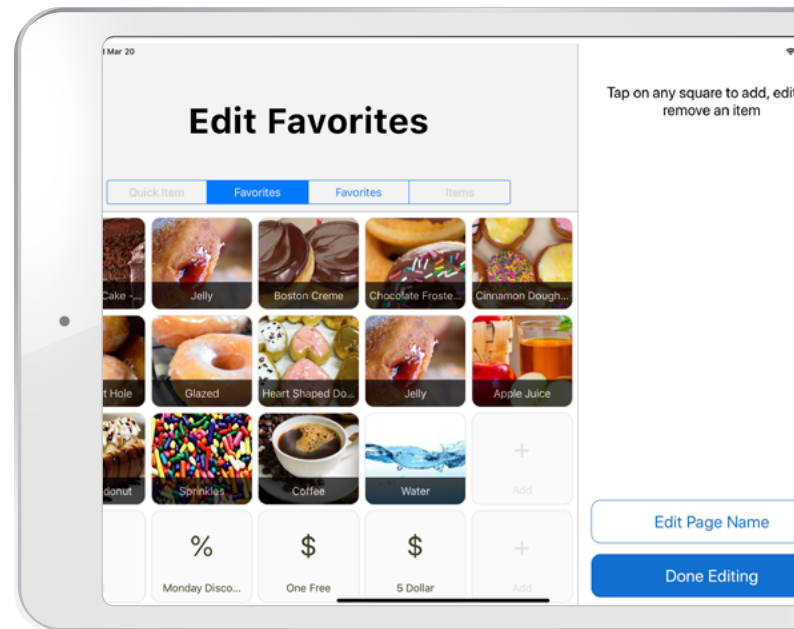 Mar 20
Edit Favorites
Tap on any square to add, edit
remove an item
Quick Item Favorites Favorites Items
Cake -... Jelly Boston Creme Chocolate Froste... Cinnamon Dough...
Hole Glazed Heart Shaped Do... Jelly Apple Juice
donut Sprinkles Coffee Water + Add
% $ $ +
Monday Disco... One Free 5 Dollar Add
Edit Page Name
Done Editing